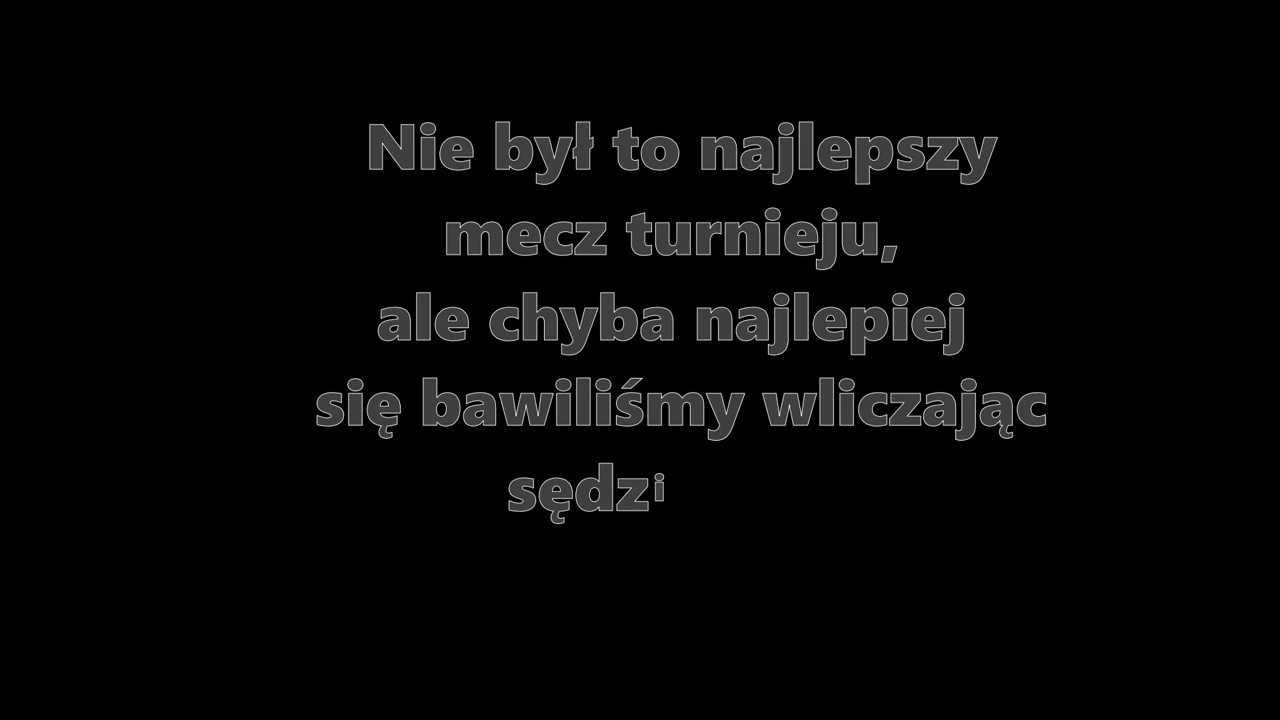 Nie był to najlepszy
mecz turnieju,
ale chyba najlepiej
się bawiliśmy wliczając
sędzi